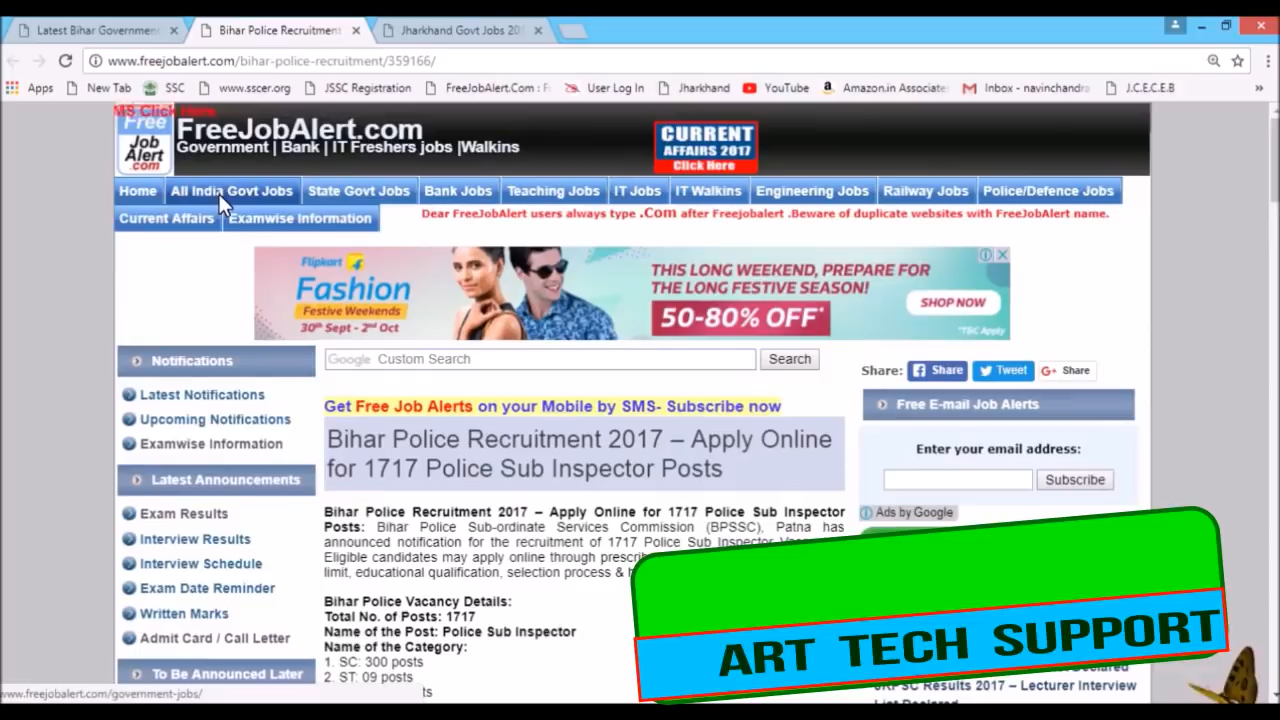 Latest Bihar Government
Bihar Police Recruitment
Jharkhand Govt Jobs 201
www.freejobalert.com/bihar-police-recruitment/359166/
Apps
New Tab
SSC
www.sscer.org
JSSC Registration
FreeJobAlert.Com : F
User Log In
Jharkhand
YouTube
Amazon.in Associate
Inbox - navinchandra
J.C.E.C.E.B
»
MS Click Here
Free
Job
Alert
.com
FreeJobAlert.com
Government | Bank | IT Freshers jobs |Walkins
CURRENT
AFFAIRS 2017
Click Here
Home
All India Govt Jobs
State Govt Jobs
Bank Jobs
Teaching Jobs
IT Jobs
IT Walkins
Engineering Jobs
Railway Jobs
Police/Defence Jobs
Current Affairs
Examwise Information
Dear FreeJobAlert users always type .Com after Freejobalert .Beware of duplicate websites with FreeJobAlert name.
Flipkart
Fashion
Festive Weekends
30th Sept - 2nd Oct
THIS LONG WEEKEND, PREPARE FOR
THE LONG FESTIVE SEASON!
50-80% OFF*
SHOP NOW
*T&C Apply
Notifications
Latest Notifications
Upcoming Notifications
Examwise Information
Latest Announcements
Exam Results
Interview Results
Interview Schedule
Exam Date Reminder
Written Marks
Admit Card / Call Letter
To Be Announced Later
Google Custom Search
Search
Get Free Job Alerts on your Mobile by SMS- Subscribe now
Bihar Police Recruitment 2017 – Apply Online
for 1717 Police Sub Inspector Posts
Bihar Police Recruitment 2017 – Apply Online for 1717 Police Sub Inspector
Posts: Bihar Police Sub-ordinate Services Commission (BPSSC), Patna has
announced notification for the recruitment of 1717 Police Sub Inspector
Eligible candidates may apply online through
limit, educational qualification, selection process &
Bihar Police Vacancy Details:
Total No. of Posts: 1717
Name of the Post: Police Sub Inspector
Name of the Category:
1. SC: 300 posts
2. ST: 09 posts
ts
Share:
Share
Tweet
G+ Share
Free E-mail Job Alerts
Enter your email address:
Subscribe
Ads by Google
ART TECH SUPPORT
Declared
Results 2017 – Lecturer Interview
www.freejobalert.com/government-jobs/